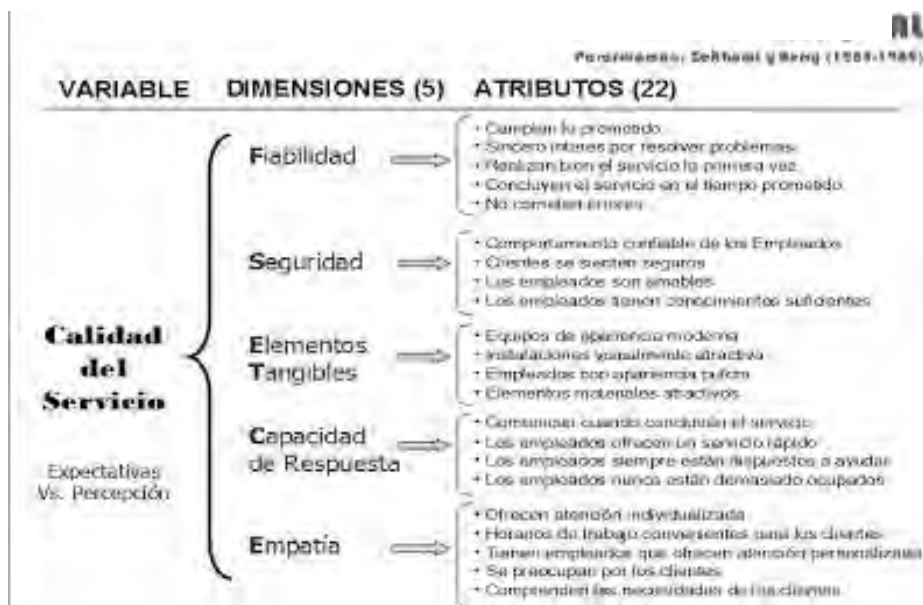 Parasuraman, Zeithaml y Berry (1985-1988)
VARIABLE DIMENSIONES (5) ATRIBUTOS (22)
Calidad
del
Servicio
Expectativas
Vs. Percepción
Fiabilidad
• Cumplen lo prometido
• Sincero interes por resolver problemas
• Realizan bien el servicio la primera vez
• Concluyen el servicio en el tiempo prometido
• No cometen errores
Seguridad
• Comportamiento confiable de los Empleados
• Clientes se sienten seguros
• Los empleados son amables
• Los empleados tienen conocimientos suficientes
Elementos
Tangibles
• Equipos de apariencia moderna
• Instalaciones visualmente atractiva
• Empleados con apariencia pulcra
• Elementos materiales atractivos
Capacidad
de Respuesta
• Comunican cuando concluirán el servicio
• Los empleados ofrecen un servicio rápido
• Los empleados siempre están dispuestos a ayudar
• Los empleados nunca están demasiado ocupados
Empatía
• Ofrecen atención individualizada
• Horarios de trabajo convenientes para los clientes
• Tienen empleados que ofrecen atención personalizada
• Se preocupan por los clientes
• Comprenden las necesidades de los clientes